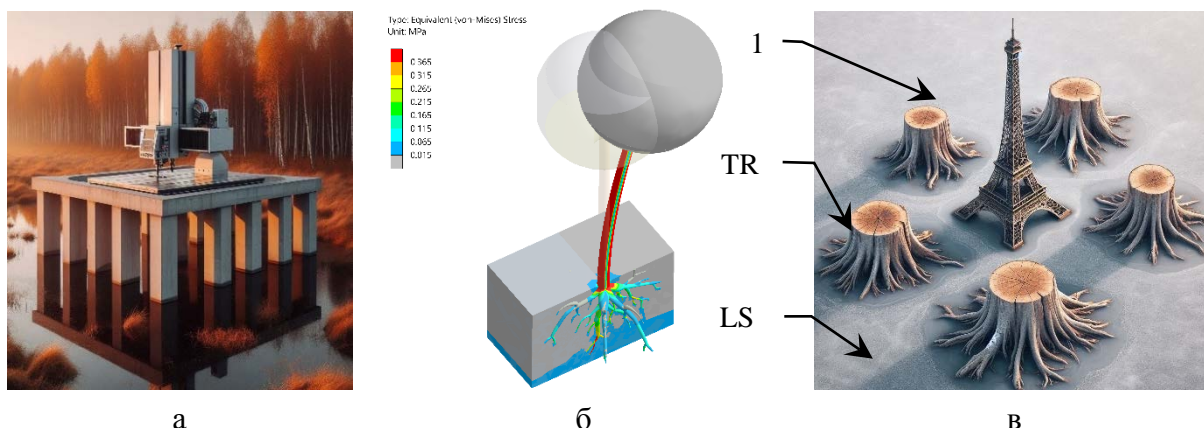 Type: Equivalent (von-Mises) Stress
Unit: MPa
0.365
0.315
0.265
0.215
0.165
0.115
0.065
0.015
1
TR
LS
а
б
в